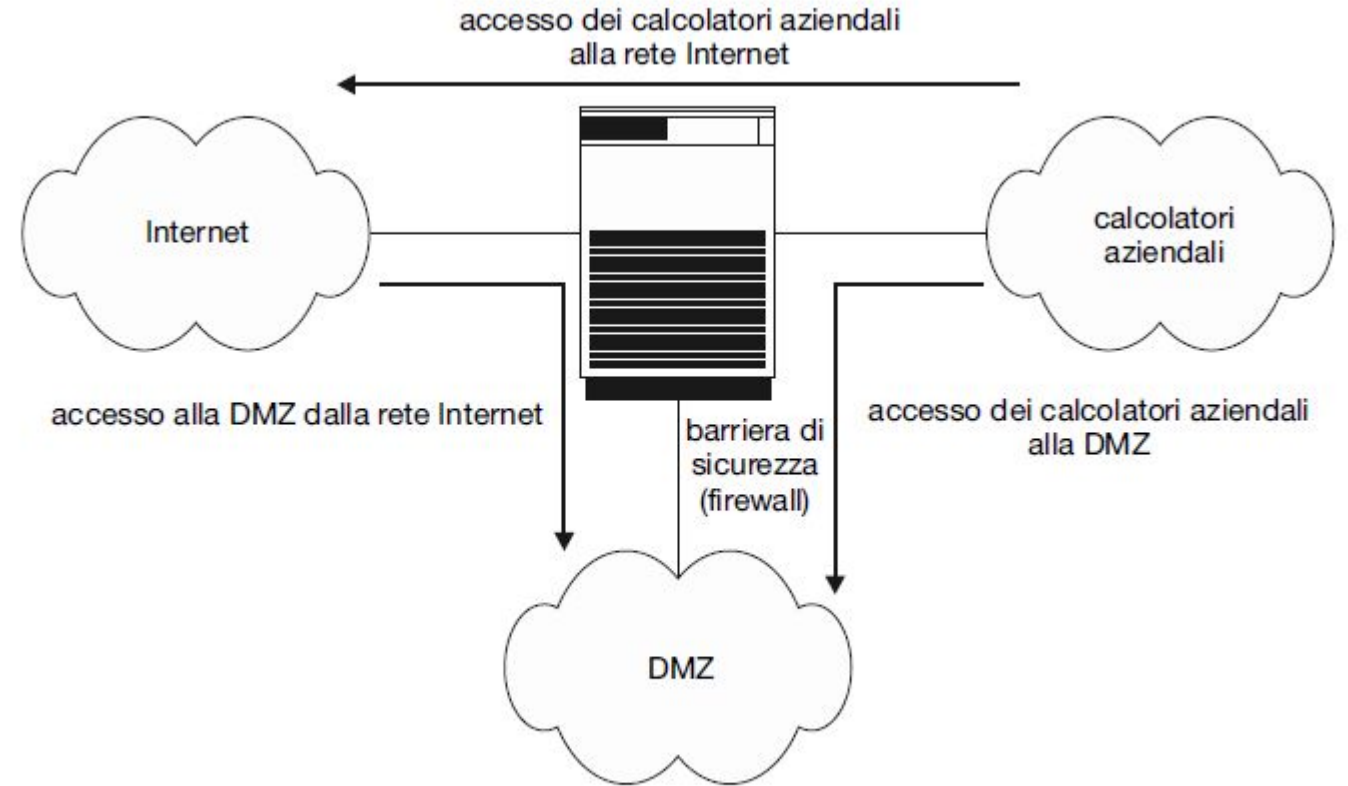 accesso dei calcolatori aziendali
alla rete Internet
Internet
calcolatori
aziendali
accesso alla DMZ dalla rete Internet
barriera di
sicurezza
(firewall)
accesso dei calcolatori aziendali
alla DMZ
DMZ